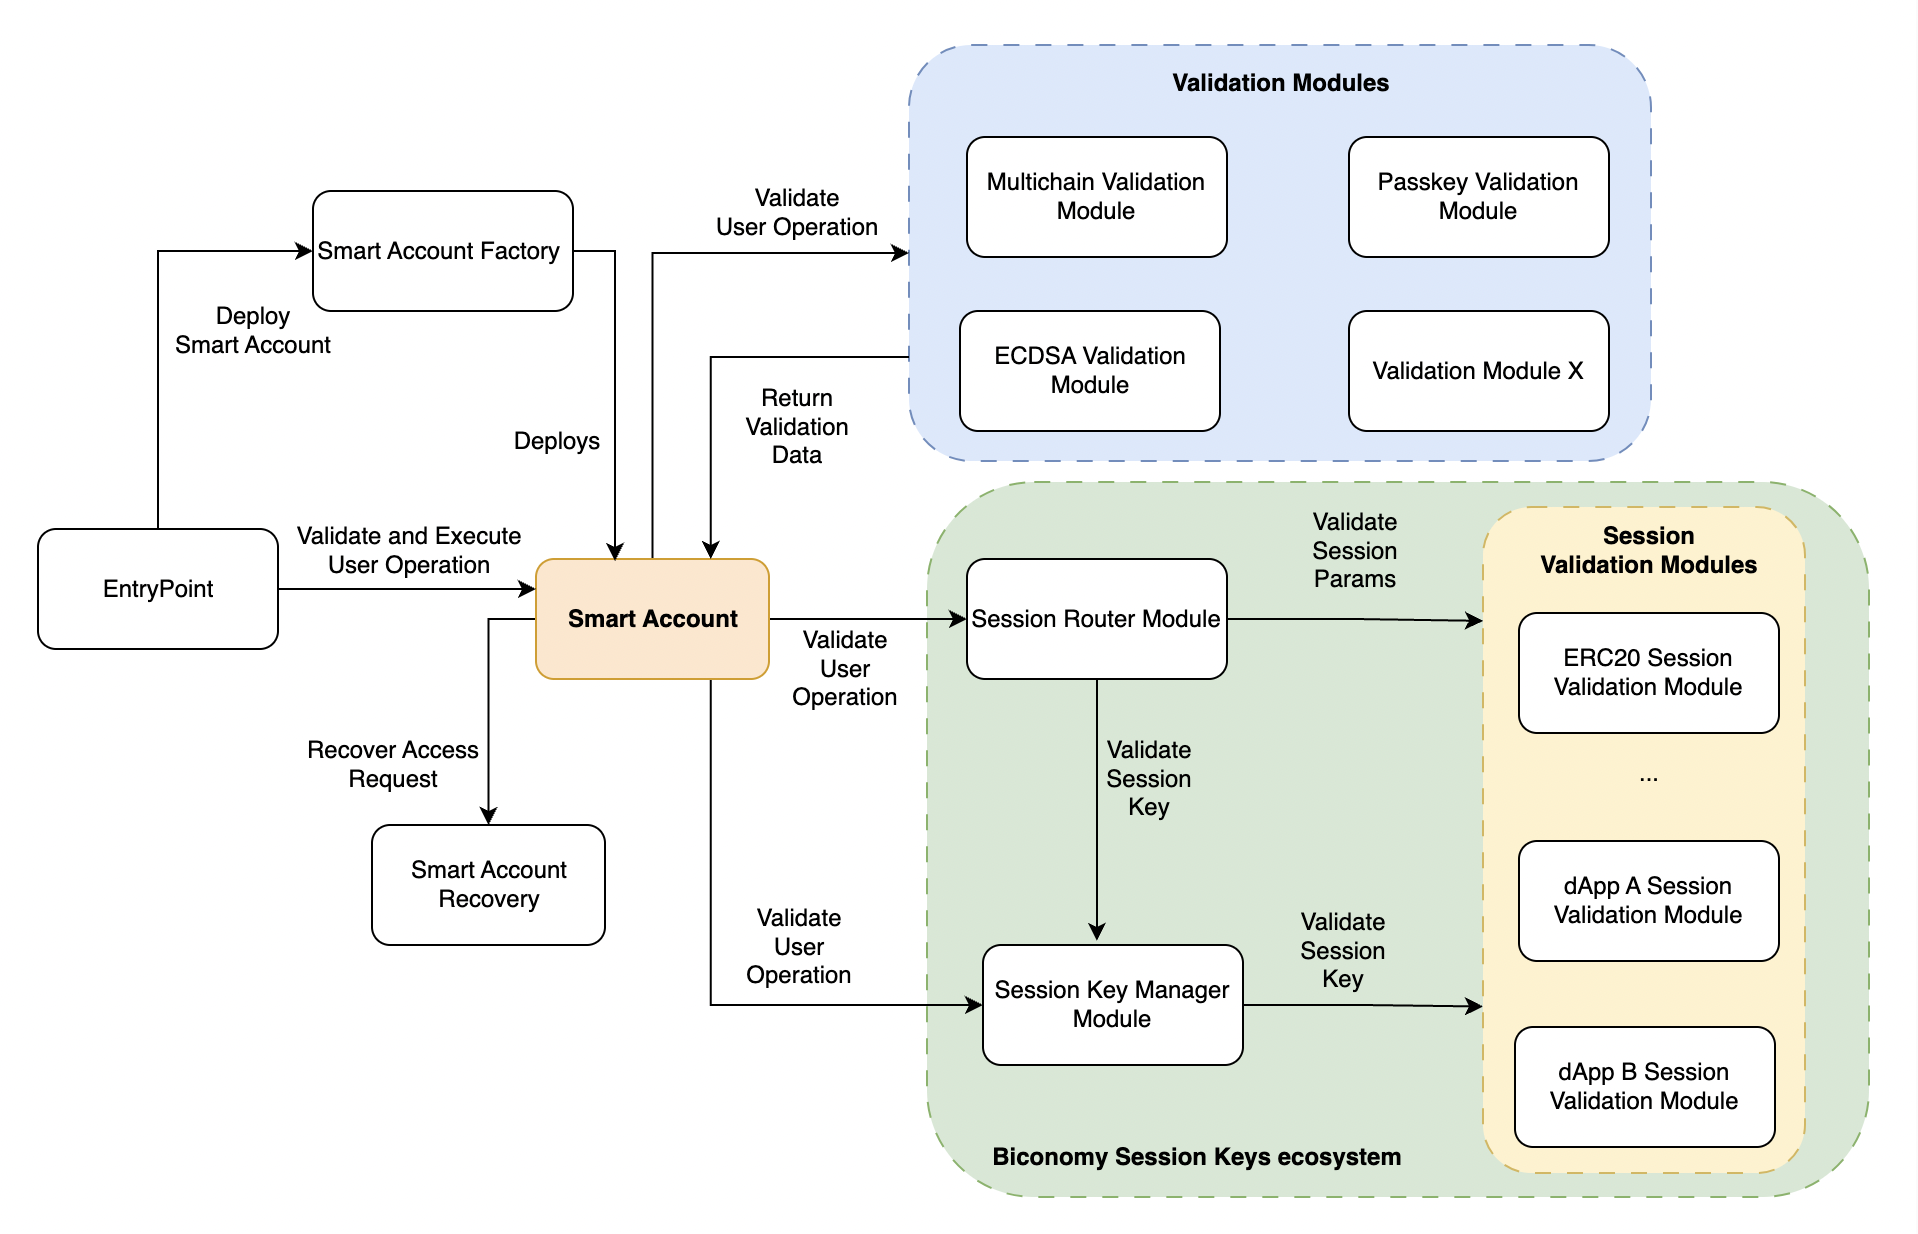 Validation Modules
Multichain Validation
Module
Passkey Validation
Module
Validate
User Operation
Smart Account Factory
Deploy
Smart Account
ECDSA Validation
Module
Validation Module X
Return
Validation
Data
Deploys
Validate and Execute
User Operation
EntryPoint
Smart Account
Validate
User
Operation
Session Router Module
Validate
Session
Params
Session
Validation Modules
ERC20 Session
Validation Module
...
Recover Access
Request
Validate
Session
Key
Smart Account
Recovery
dApp A Session
Validation Module
Validate
User
Operation
Validate
Session
Key
Session Key Manager
Module
dApp B Session
Validation Module
Biconomy Session Keys ecosystem